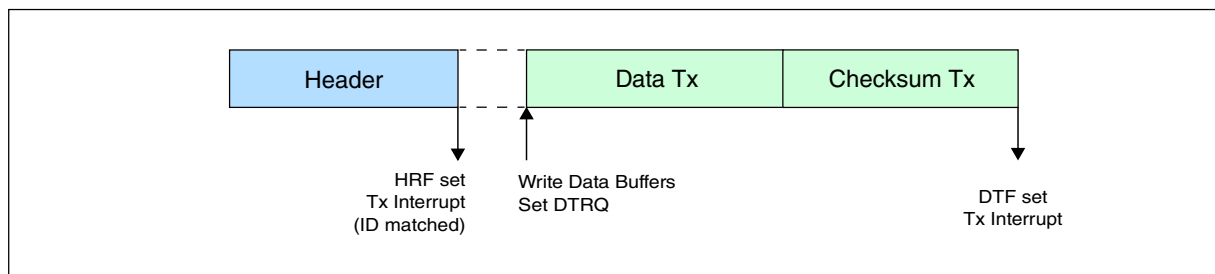 Header
Data Tx
Checksum Tx
HRF set
Tx Interrupt
(ID matched)
Write Data Buffers
Set DTRQ
DTF set
Tx Interrupt